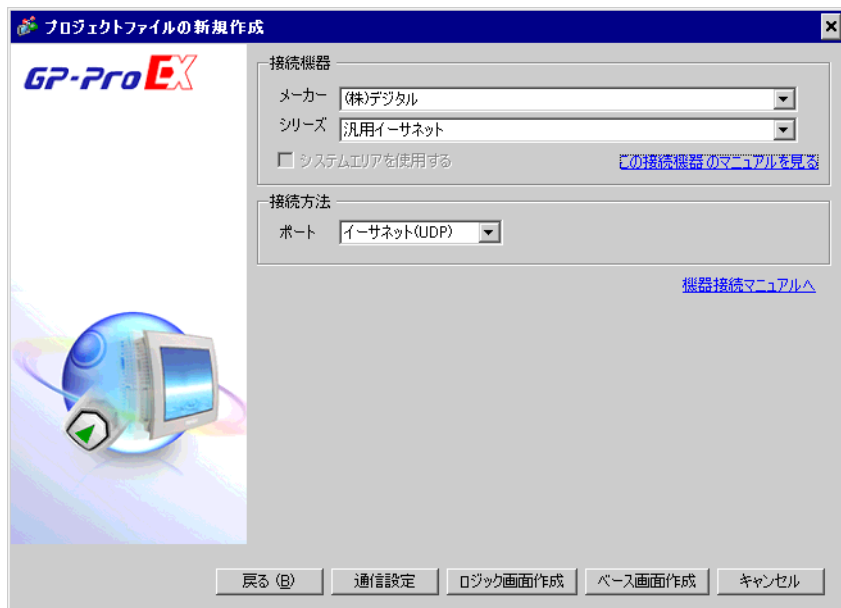 プロジェクトファイルの新規作成
GP-Pro EX
接続機器
メーカー (株)デジタル
シリーズ 汎用イーサネット
システムエリアを使用する この接続機器のマニュアルを見る
接続方法
ポート イーサネット(UDP)
機器接続マニュアルへ
戻る (B) 通信設定 ロジック画面作成 ベース画面作成 キャンセル